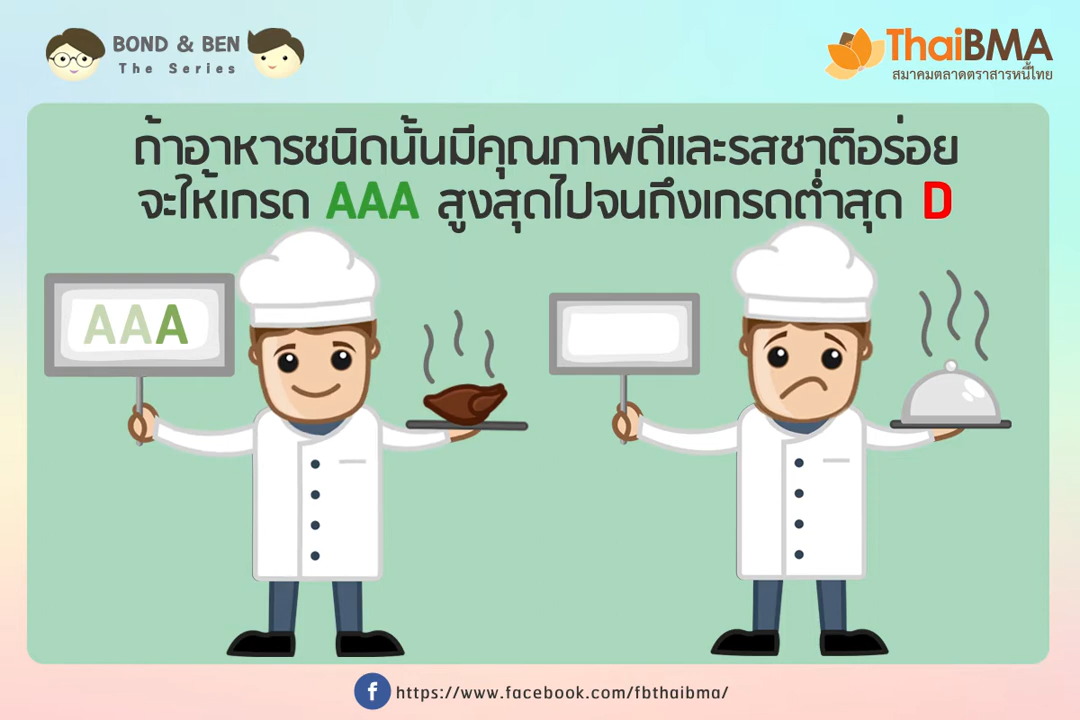 BOND & BEN
The Series
ThaiBMA
สมาคมตลาดตราสารหนี้ไทย
ถ้าอาหารชนิดนั้นมีคุณภาพดีและรสชาติอร่อย
จะให้เกรด AAA สูงสุดไปจนถึงเกรดต่ำสุด D
AAA
f https://www.facebook.com/fbthaibma/